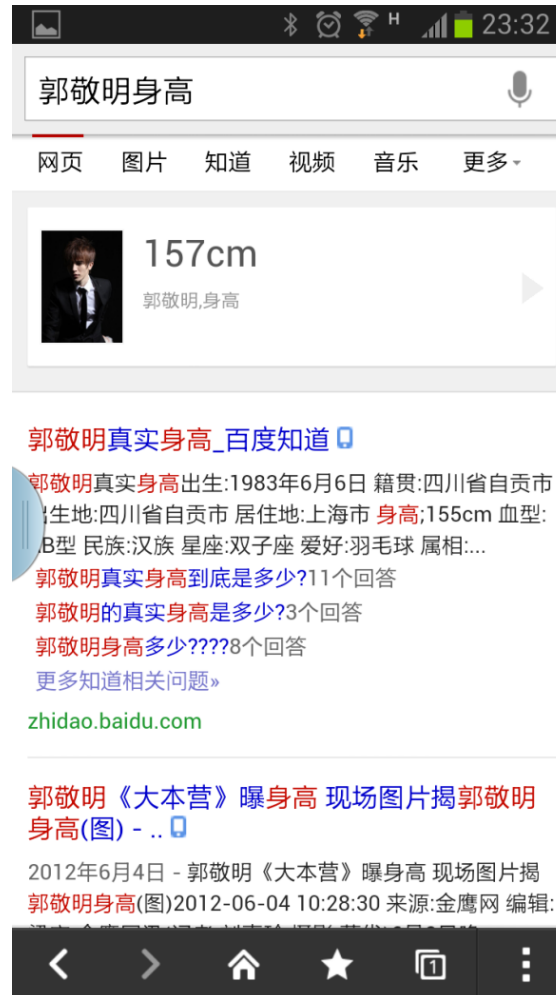 H 23:32
郭敬明身高
网页 图片 知道 视频 音乐 更多
157cm
郭敬明,身高
郭敬明真实身高_百度知道
郭敬明真实身高出生:1983年6月6日 籍贯:四川省自贡市
生地:四川省自贡市 居住地:上海市 身高;155cm 血型:
B型 民族:汉族 星座:双子座 爱好:羽毛球 属相:...
郭敬明真实身高到底是多少?11个回答
郭敬明的真实身高是多少?3个回答
郭敬明身高多少????8个回答
更多知道相关问题»
zhidao.baidu.com
郭敬明《大本营》曝身高 现场图片揭郭敬明
身高(图) - ..
2012年6月4日 - 郭敬明《大本营》曝身高 现场图片揭
郭敬明身高(图)2012-06-04 10:28:30 来源:金鹰网 编辑:
1